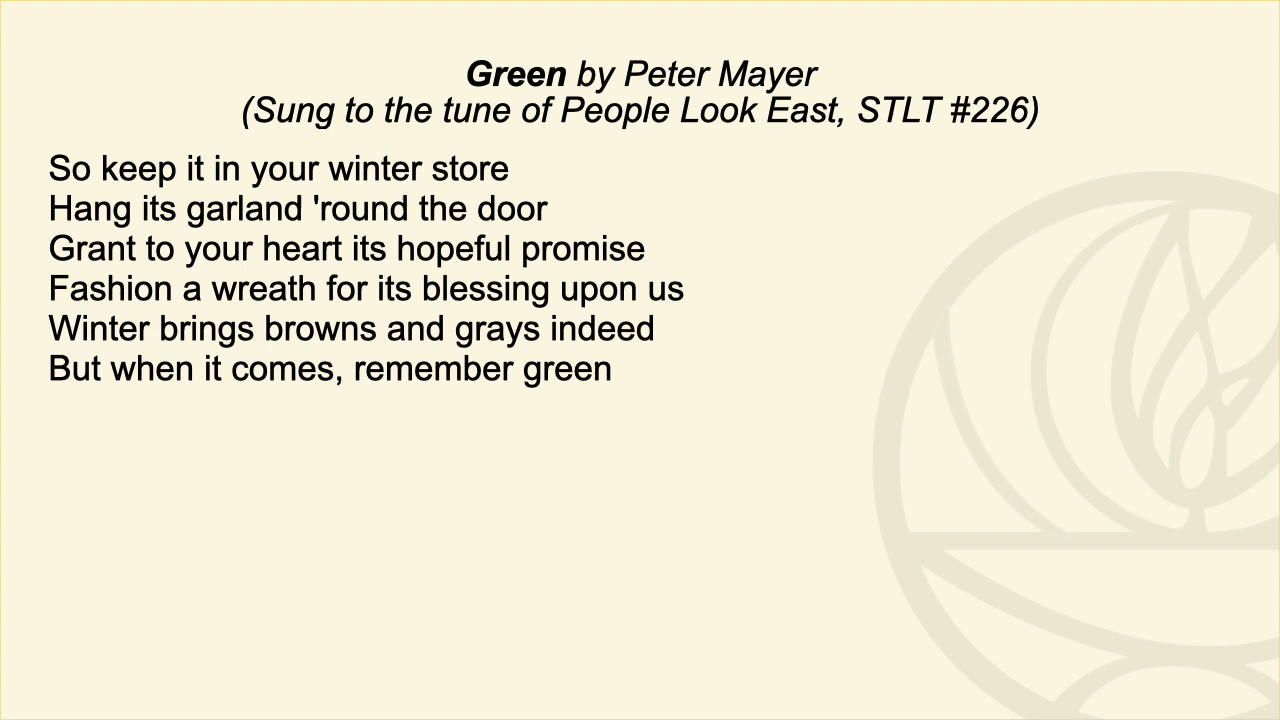 Green by Peter Mayer
(Sung to the tune of People Look East, STLT #226)
So keep it in your winter store
Hang its garland 'round the door
Grant to your heart its hopeful promise
Fashion a wreath for its blessing upon us
Winter brings browns and grays indeed
But when it comes, remember green